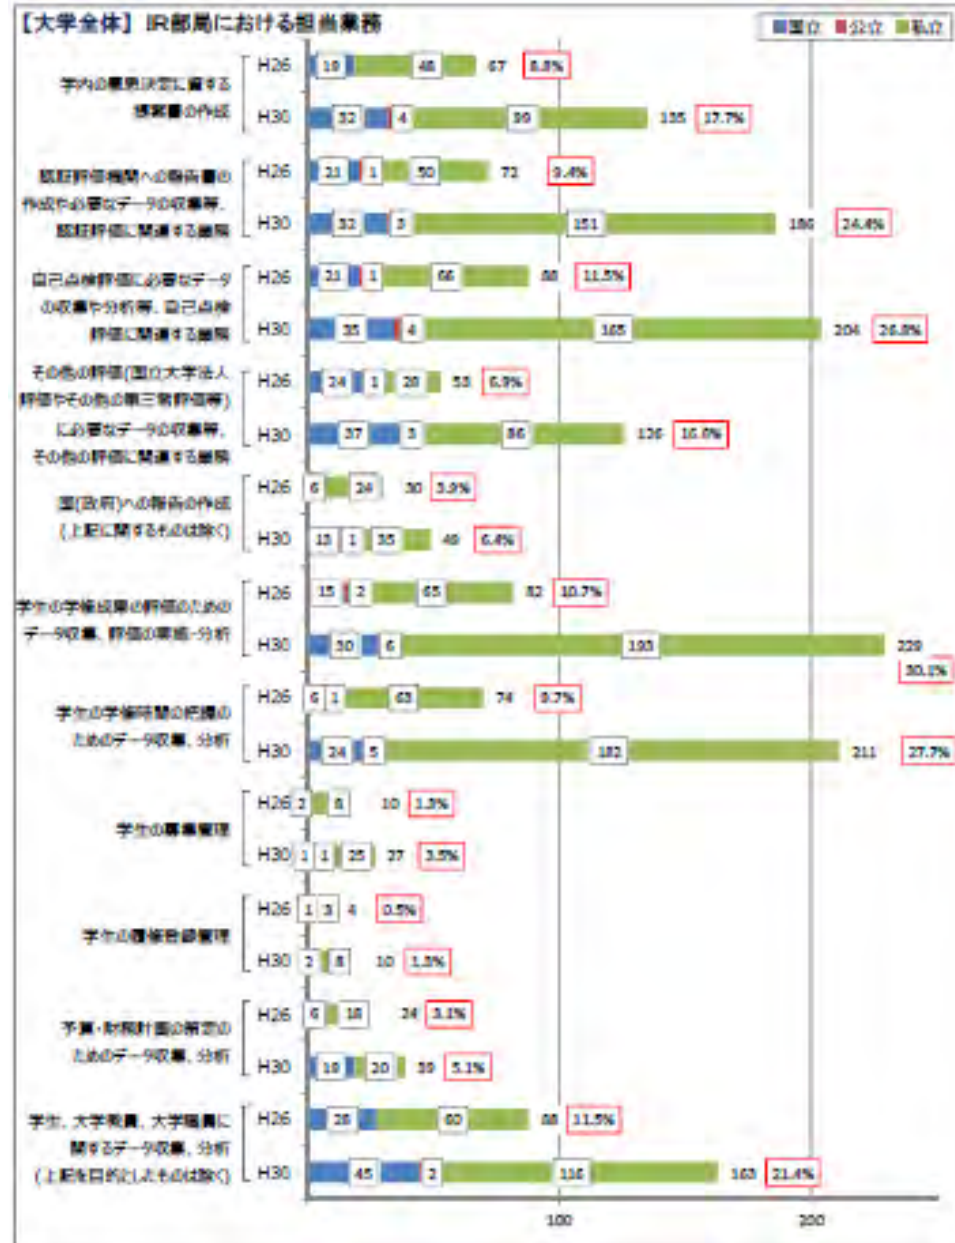 【大学全体】 IR部局における担当業務
国立 公立 私立
学内の意思決定に資する
提案書の作成
H26 19 48 67 8.8%
H30 32 4 99 135 17.7%
認証評価機関への報告書の
作成や必要なデータの収集等、
認証評価に関連する業務
H26 21 1 50 72 9.4%
H30 32 3 151 186 24.4%
自己点検評価に必要なデータ
の収集や分析等、自己点検
評価に関連する業務
H26 21 1 66 88 11.5%
H30 35 4 165 204 26.8%
その他の評価(国立大学法人
評価やその他の第三者評価等)
に必要なデータの収集等、
その他の評価に関連する業務
H26 24 1 28 53 6.9%
H30 37 3 86 126 16.6%
国(政府)への報告の作成
(上記に関するものは除く)
H26 6 24 30 3.9%
H30 13 1 35 49 6.4%
学生の学修成果の評価のための
データ収集、評価の実施・分析
H26 15 2 65 82 10.7%
H30 30 6 193 229
30.1%
学生の学修時間の把握の
ためのデータ収集、分析
H26 6 1 74 9.7%
H30 24 5 182 211 27.7%
学生の募集管理
H26 2 8 10 1.3%
H30 1 1 25 27 3.5%
学生の履修登録管理
H26 1 3 4 0.5%
H30 2 8 10 1.3%
予算・財務計画の策定の
ためのデータ収集、分析
H26 6 18 24 3.1%
H30 19 20 39 5.1%
学生、大学教員、大学職員に
関するデータ収集、分析
(上記を目的としたものは除く)
H26 28 60 88 11.5%
H30 45 2 116 163 21.4%
100 200